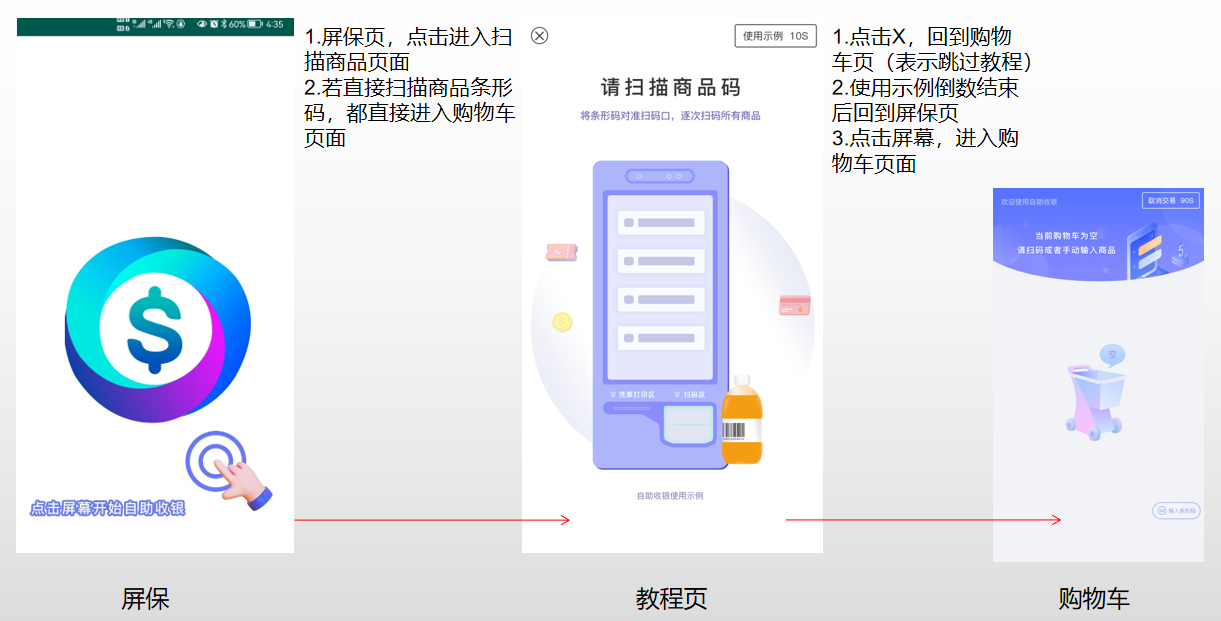 60% 4:35
1.屏保页，点击进入扫
描商品页面
2.若直接扫描商品条形
码，都直接进入购物车
页面
点击屏幕开始自助收银
屏保
使用示例 10S
请扫描商品码
将条形码对准扫码口，逐次扫码所有商品
凭票打印区 扫码区
自助收银使用示例
教程页
1.点击X，回到购物
车页（表示跳过教程）
2.使用示例倒数结束
后回到屏保页
3.点击屏幕，进入购
物车页面
欢迎使用自助收银
取消交易 90S
当前购物车为空
请扫码或者手动输入商品
空
输入条形码
购物车